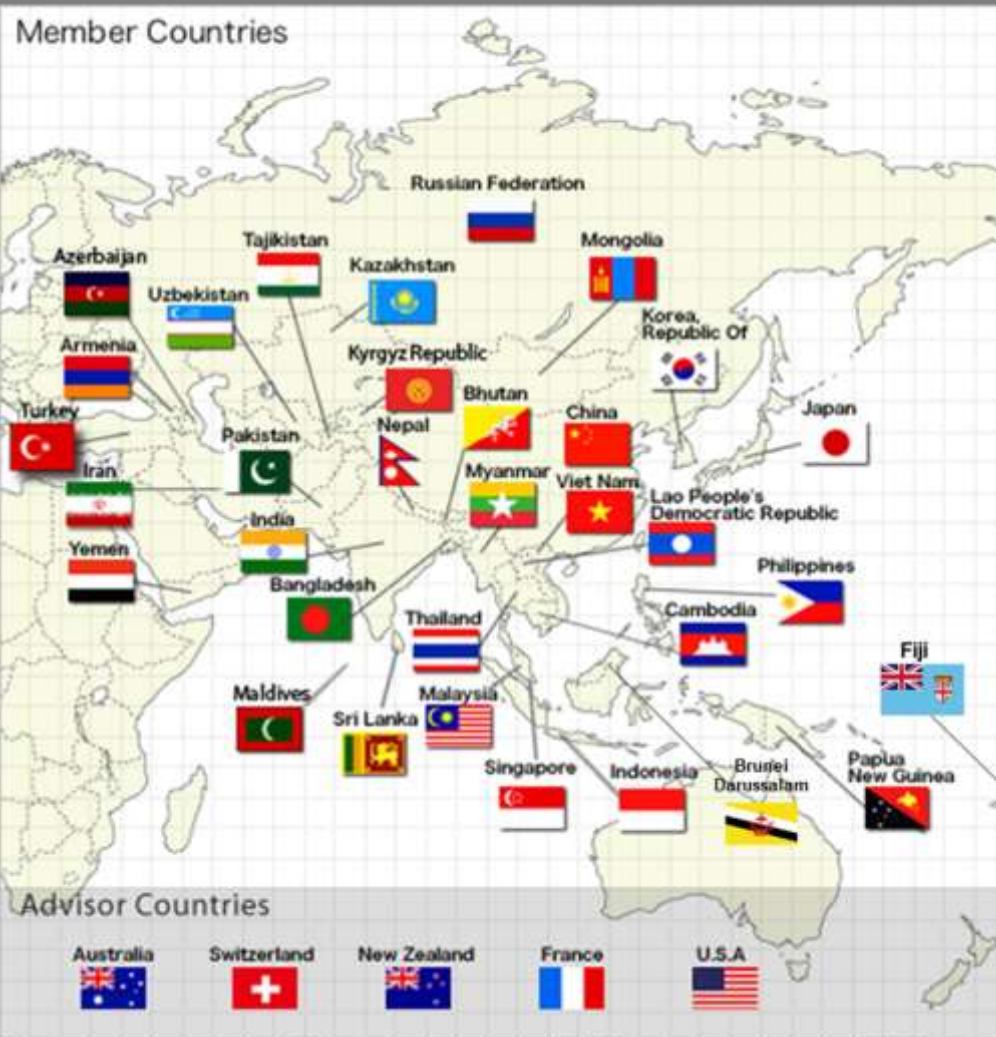 Member Countries
Russian Federation
Tajikistan
Mongolia
Azerbaijan
Kazakhstan
Uzbekistan
Korea,
Republic Of
Armenia
Kyrgyz Republic
Bhutan
Turkey
China
Japan
Nepal
Pakistan
Iran
Myanmar
Viet Nam
Lao People's
Democratic Republic
India
Yemen
Philippines
Bangladesh
Cambodia
Thailand
Fiji
Maldives
Malaysia
Sri Lanka
Singapore
Indonesia
Brunei
Darussalam
Papua
New Guinea
Advisor Countries
Australia
Switzerland
New Zealand
France
U.S.A